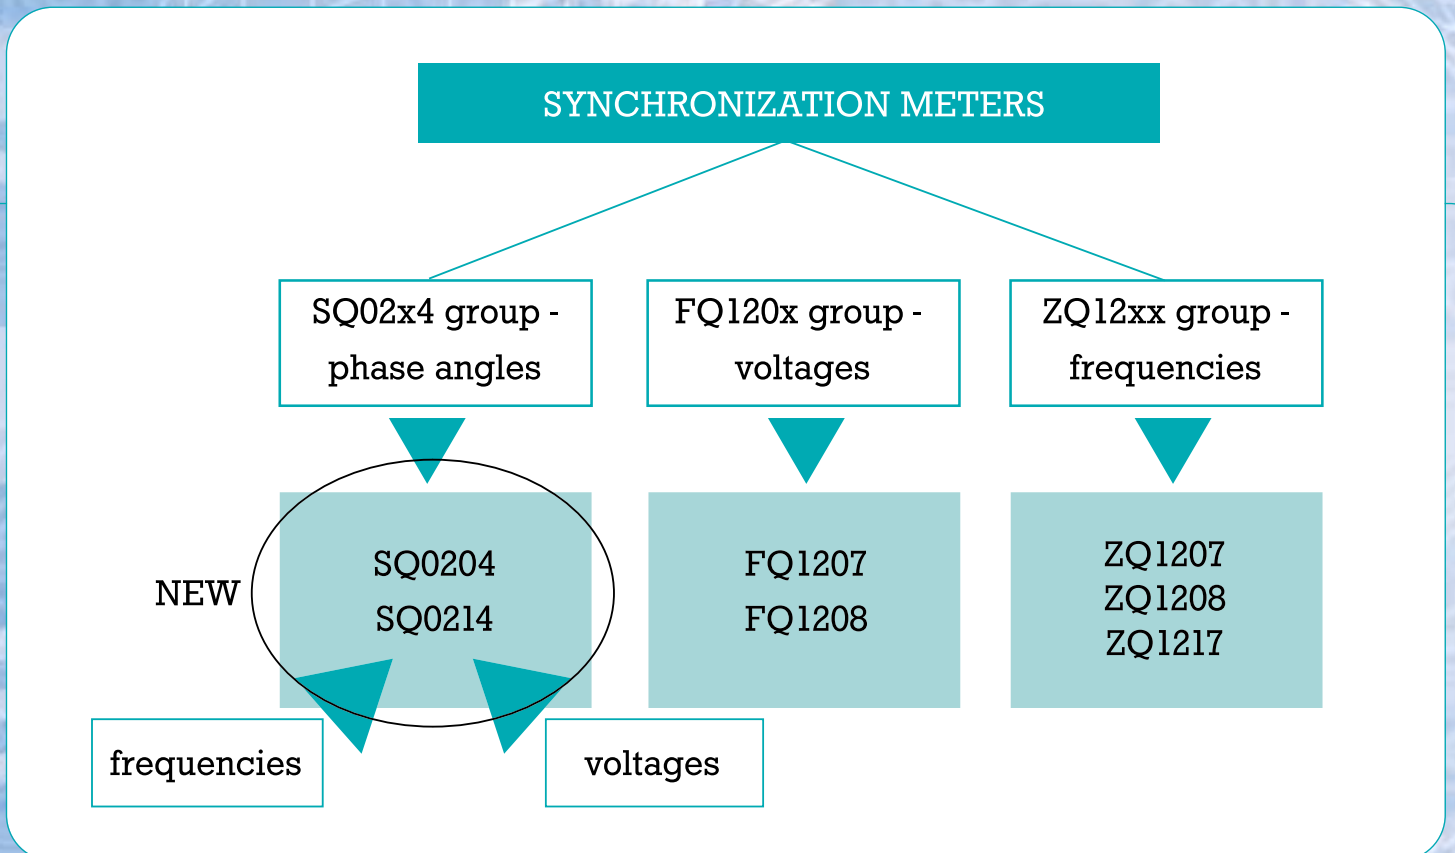 SYNCHRONIZATION METERS
SQ02x4 group -
phase angles
FQ120x group -
voltages
ZQ12xx group -
frequencies
NEW
SQ0204
SQ0214
FQ1207
FQ1208
ZQ1207
ZQ1208
ZQ1217
frequencies
voltages